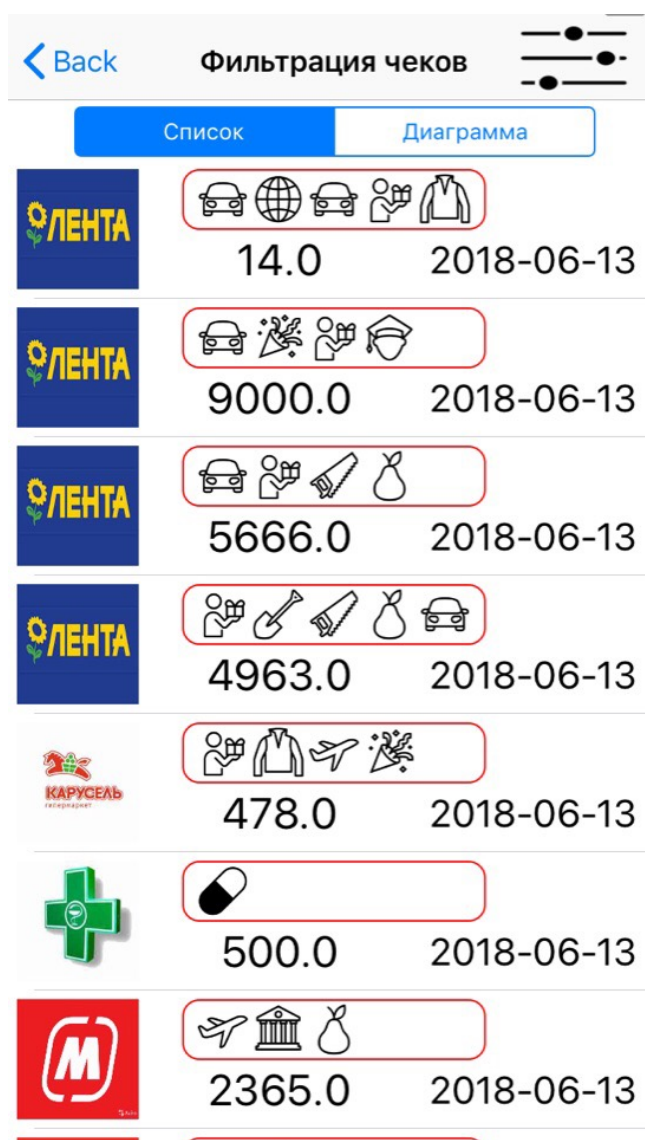 Back
Фильтрация чеков
Список
Диаграмма
ЛЕНТА
14.0 2018-06-13
ЛЕНТА
9000.0 2018-06-13
ЛЕНТА
5666.0 2018-06-13
ЛЕНТА
4963.0 2018-06-13
КАРУСЕЛЬ
гипермаркет
478.0 2018-06-13
500.0 2018-06-13
М
2365.0 2018-06-13